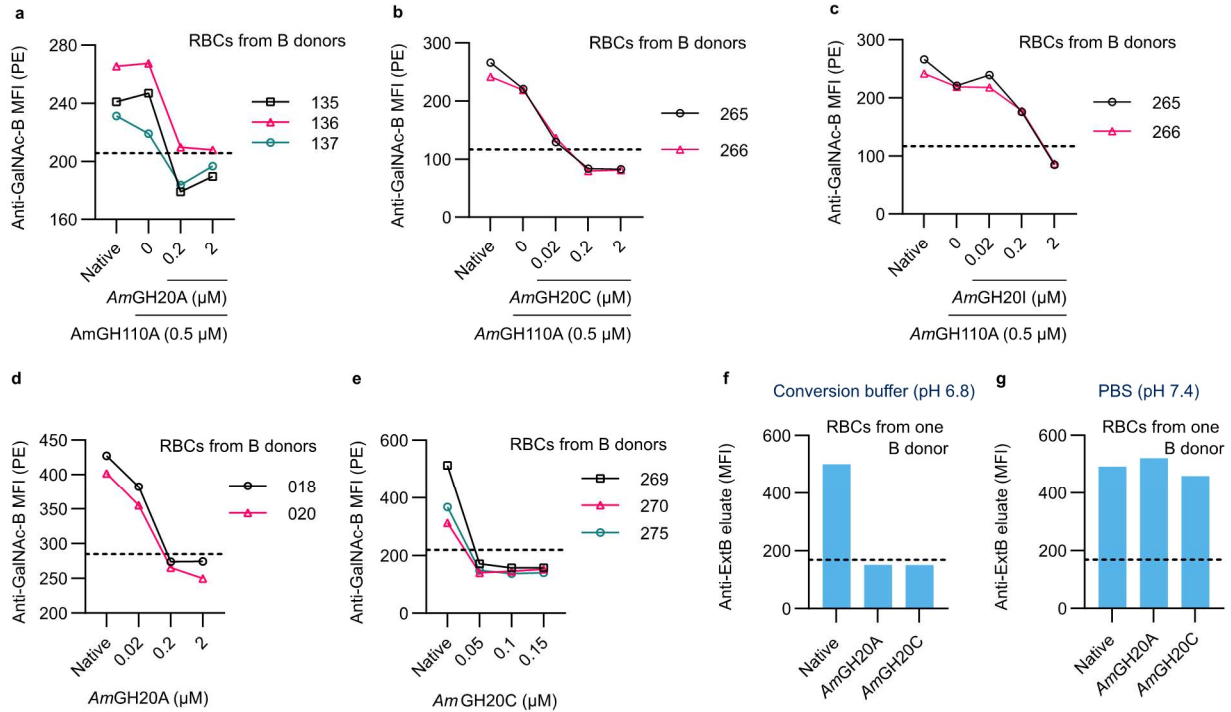 a
RBCs from B donors
Anti-GalNAc-B MFI (PE)
280
240
200
160
135
136
137
Native
0
0.2
2
AmGH20A (µM)
AmGH110A (0.5 µM)
b
RBCs from B donors
Anti-GalNAc-B MFI (PE)
300
200
100
0
265
266
Native
0
0.02
0.2
2
AmGH20C (µM)
AmGH110A (0.5 µM)
c
RBCs from B donors
Anti-GalNAc-B MFI (PE)
300
200
100
0
265
266
Native
0
0.02
0.2
2
AmGH20I (µM)
AmGH110A (0.5 µM)
d
RBCs from B donors
Anti-GalNAc-B MFI (PE)
450
400
350
300
250
200
018
020
Native
0.02
0.2
2
AmGH20A (µM)
e
RBCs from B donors
Anti-GalNAc-B MFI (PE)
600
400
200
0
269
270
275
Native
0.05
0.1
0.15
AmGH20C (µM)
f
Conversion buffer (pH 6.8)
RBCs from one
B donor
Anti-ExtB eluate (MFI)
600
400
200
0
Native
AmGH20A
AmGH20C
g
PBS (pH 7.4)
RBCs from one
B donor
Anti-ExtB eluate (MFI)
600
400
200
0
Native
AmGH20A
AmGH20C